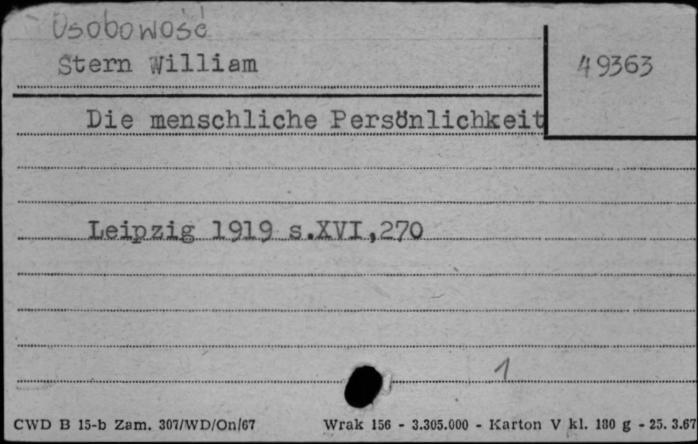 Osobowość
Stern William
49363
Die menschliche Persönlichkeit
Leipzig 1919 s.XVI,270
1
CWD B 15-b Zam. 307/WD/On/67 Wrak 156 - 3.305.000 - Karton V kl. 180 g - 25. 3.67